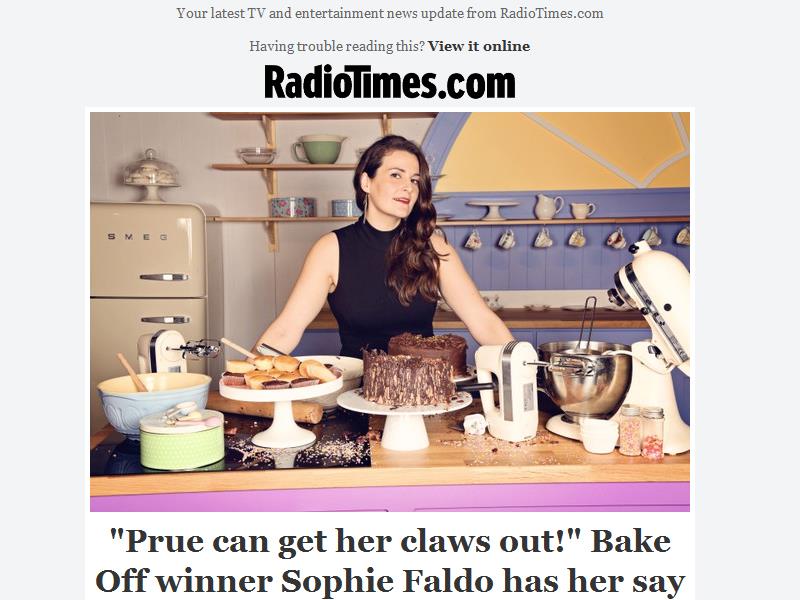 Your latest TV and entertainment news update from RadioTimes.com
Having trouble reading this? View it online
RadioTimes.com
SMEG
"Prue can get her claws out!" Bake
Off winner Sophie Faldo has her say